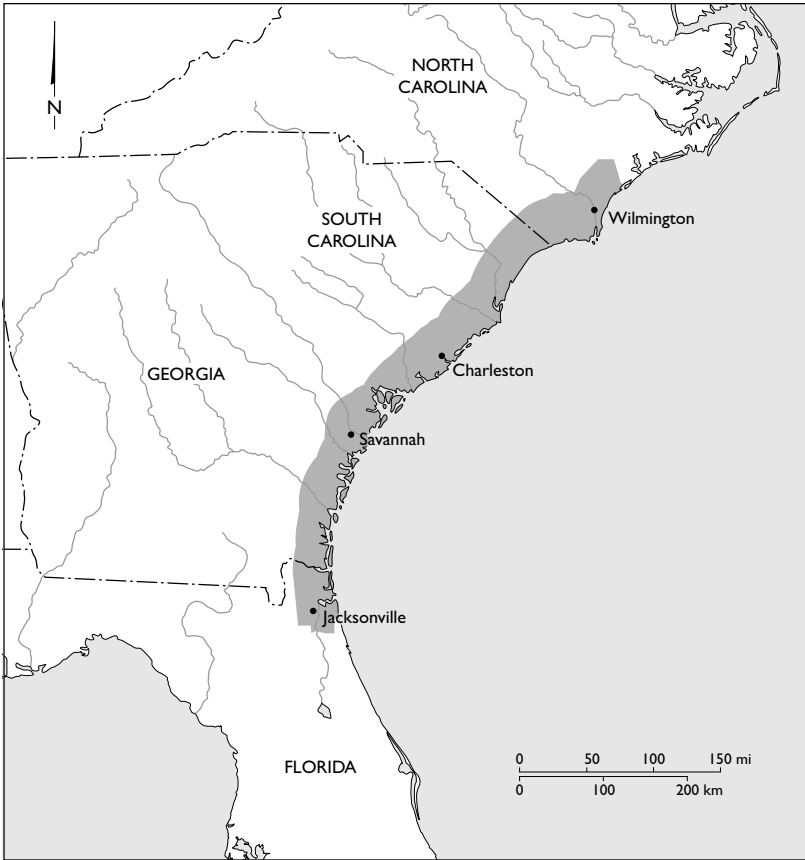 N
NORTH
CAROLINA
SOUTH
CAROLINA
Wilmington
Charleston
GEORGIA
Savannah
Jacksonville
FLORIDA
0 50 100 150 mi
0 100 200 km